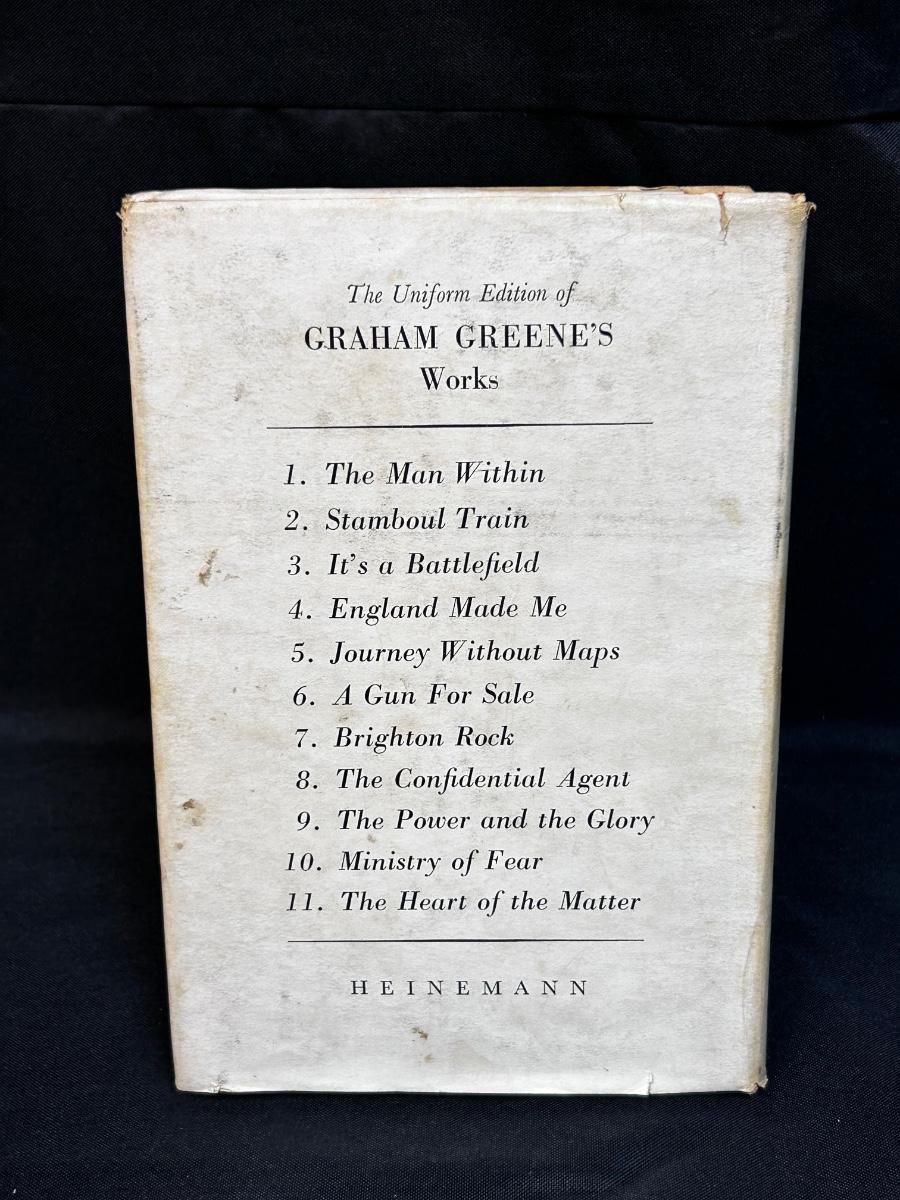 The Uniform Edition of
GRAHAM GREENE'S
Works
1. The Man Within
2. Stamboul Train
3. It's a Battlefield
4. England Made Me
5. Journey Without Maps
6. A Gun For Sale
7. Brighton Rock
8. The Confidential Agent
9. The Power and the Glory
10. Ministry of Fear
11. The Heart of the Matter
HEINEMANN